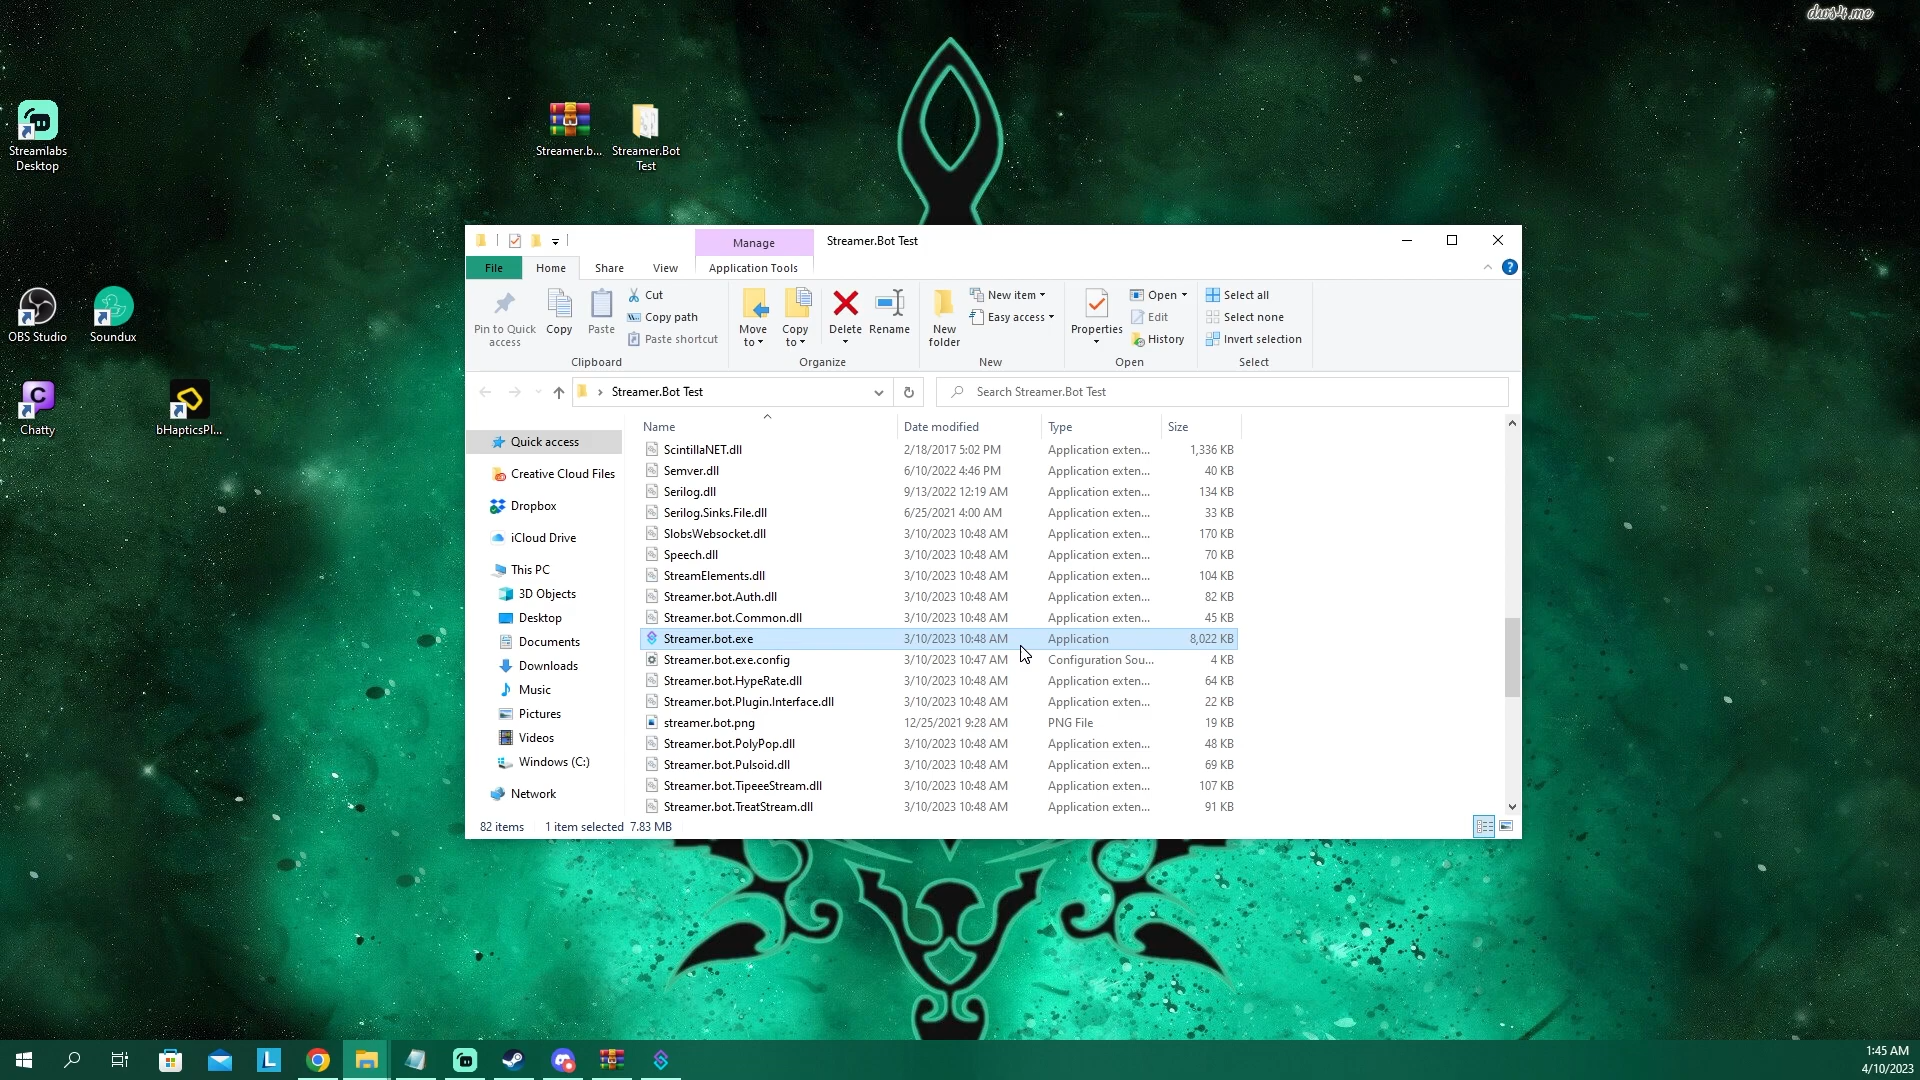 dws4.me
Streamlabs
Desktop
Streamer.b...
Streamer.Bot
Test
OBS Studio
Soundux
Chatty
bHapticsPl...
Manage
Streamer.Bot Test
File
Home
Share
View
Application Tools
Pin to Quick
access
Copy
Paste
Cut
Copy path
Paste shortcut
Clipboard
Move
to
Copy
to
Delete
Rename
Organize
New
folder
New item
Easy access
New
Properties
Open
Edit
History
Open
Select all
Select none
Invert selection
Select
Streamer.Bot Test
Search Streamer.Bot Test
Quick access
Creative Cloud Files
Dropbox
iCloud Drive
This PC
3D Objects
Desktop
Documents
Downloads
Music
Pictures
Videos
Windows (C:)
Network
Name Date modified Type Size
ScintillaNET.dll 2/18/2017 5:02 PM Application exten... 1,336 KB
Semver.dll 6/10/2022 4:46 PM Application exten... 40 KB
Serilog.dll 9/13/2022 12:19 AM Application exten... 134 KB
Serilog.Sinks.File.dll 6/25/2021 4:00 AM Application exten... 33 KB
SlobsWebsocket.dll 3/10/2023 10:48 AM Application exten... 170 KB
Speech.dll 3/10/2023 10:48 AM Application exten... 70 KB
StreamElements.dll 3/10/2023 10:48 AM Application exten... 104 KB
Streamer.bot.Auth.dll 3/10/2023 10:48 AM Application exten... 82 KB
Streamer.bot.Common.dll 3/10/2023 10:48 AM Application exten... 45 KB
Streamer.bot.exe 3/10/2023 10:48 AM Application 8,022 KB
Streamer.bot.exe.config 3/10/2023 10:47 AM Configuration Sou... 4 KB
Streamer.bot.HypeRate.dll 3/10/2023 10:48 AM Application exten... 64 KB
Streamer.bot.Plugin.Interface.dll 3/10/2023 10:48 AM Application exten... 22 KB
streamer.bot.png 12/25/2021 9:28 AM PNG File 19 KB
Streamer.bot.PolyPop.dll 3/10/2023 10:48 AM Application exten... 48 KB
Streamer.bot.Pulsoid.dll 3/10/2023 10:48 AM Application exten... 69 KB
Streamer.bot.TipeeeStream.dll 3/10/2023 10:48 AM Application exten... 107 KB
Streamer.bot.TreatStream.dll 3/10/2023 10:48 AM Application exten... 91 KB
82 items 1 item selected 7.83 MB
L
1:45 AM
4/10/2023